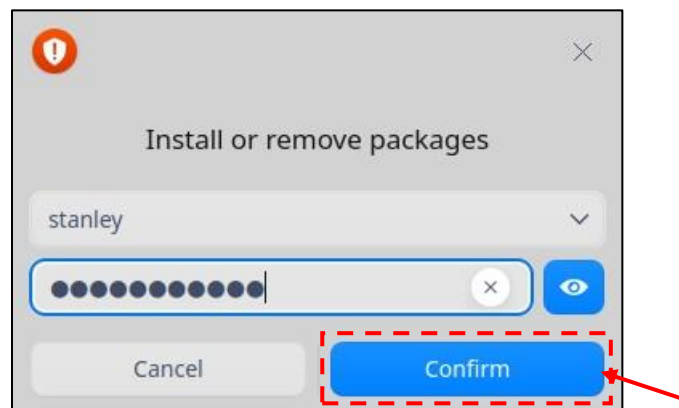 Install or remove packages
stanley
●●●●●●●●●●●
Cancel
Confirm